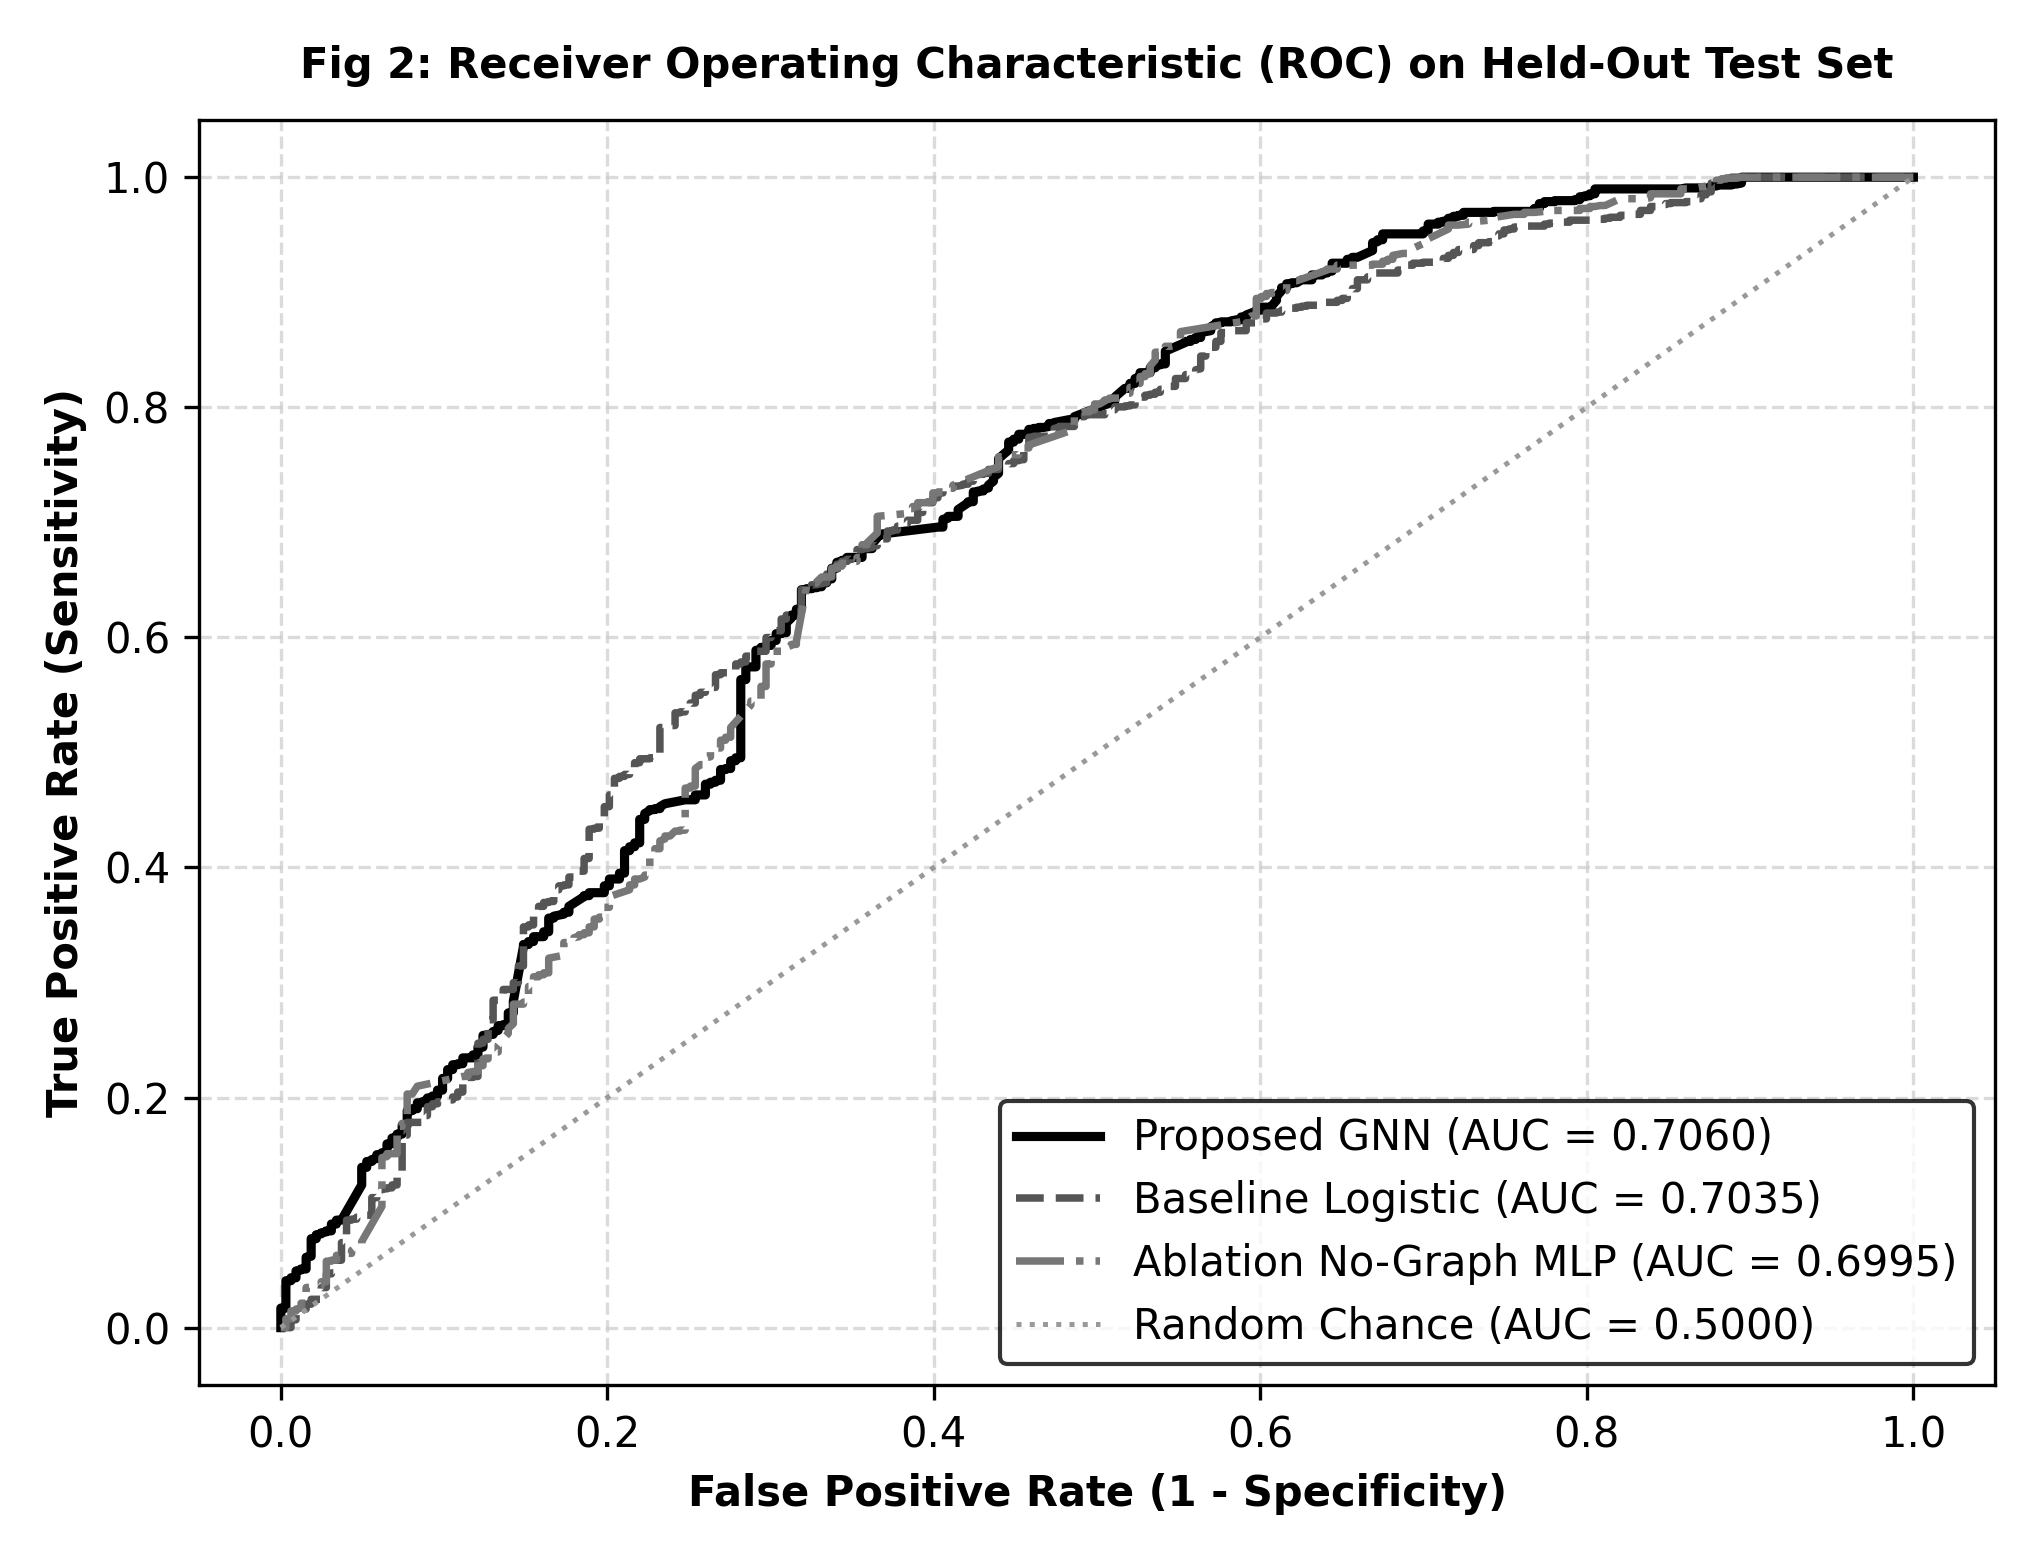 Fig 2: Receiver Operating Characteristic (ROC) on Held-Out Test Set
True Positive Rate (Sensitivity)
1.0
0.8
0.6
0.4
0.2
0.0
Proposed GNN (AUC = 0.7060)
Baseline Logistic (AUC = 0.7035)
Ablation No-Graph MLP (AUC = 0.6995)
Random Chance (AUC = 0.5000)
0.0 0.2 0.4 0.6 0.8 1.0
False Positive Rate (1 - Specificity)